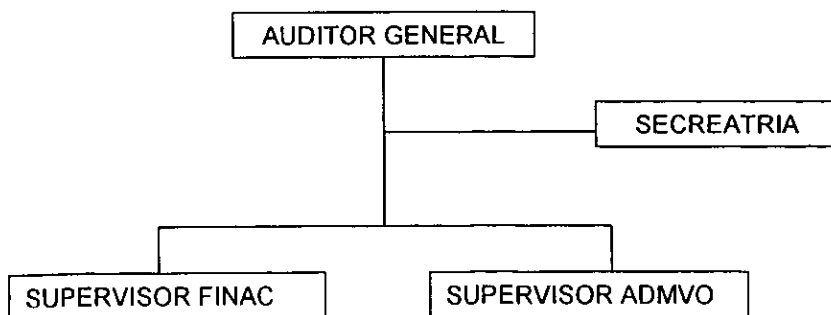 AUDITOR GENERAL
SECREATRIA
SUPERVISOR FINAC
SUPERVISOR ADMVO